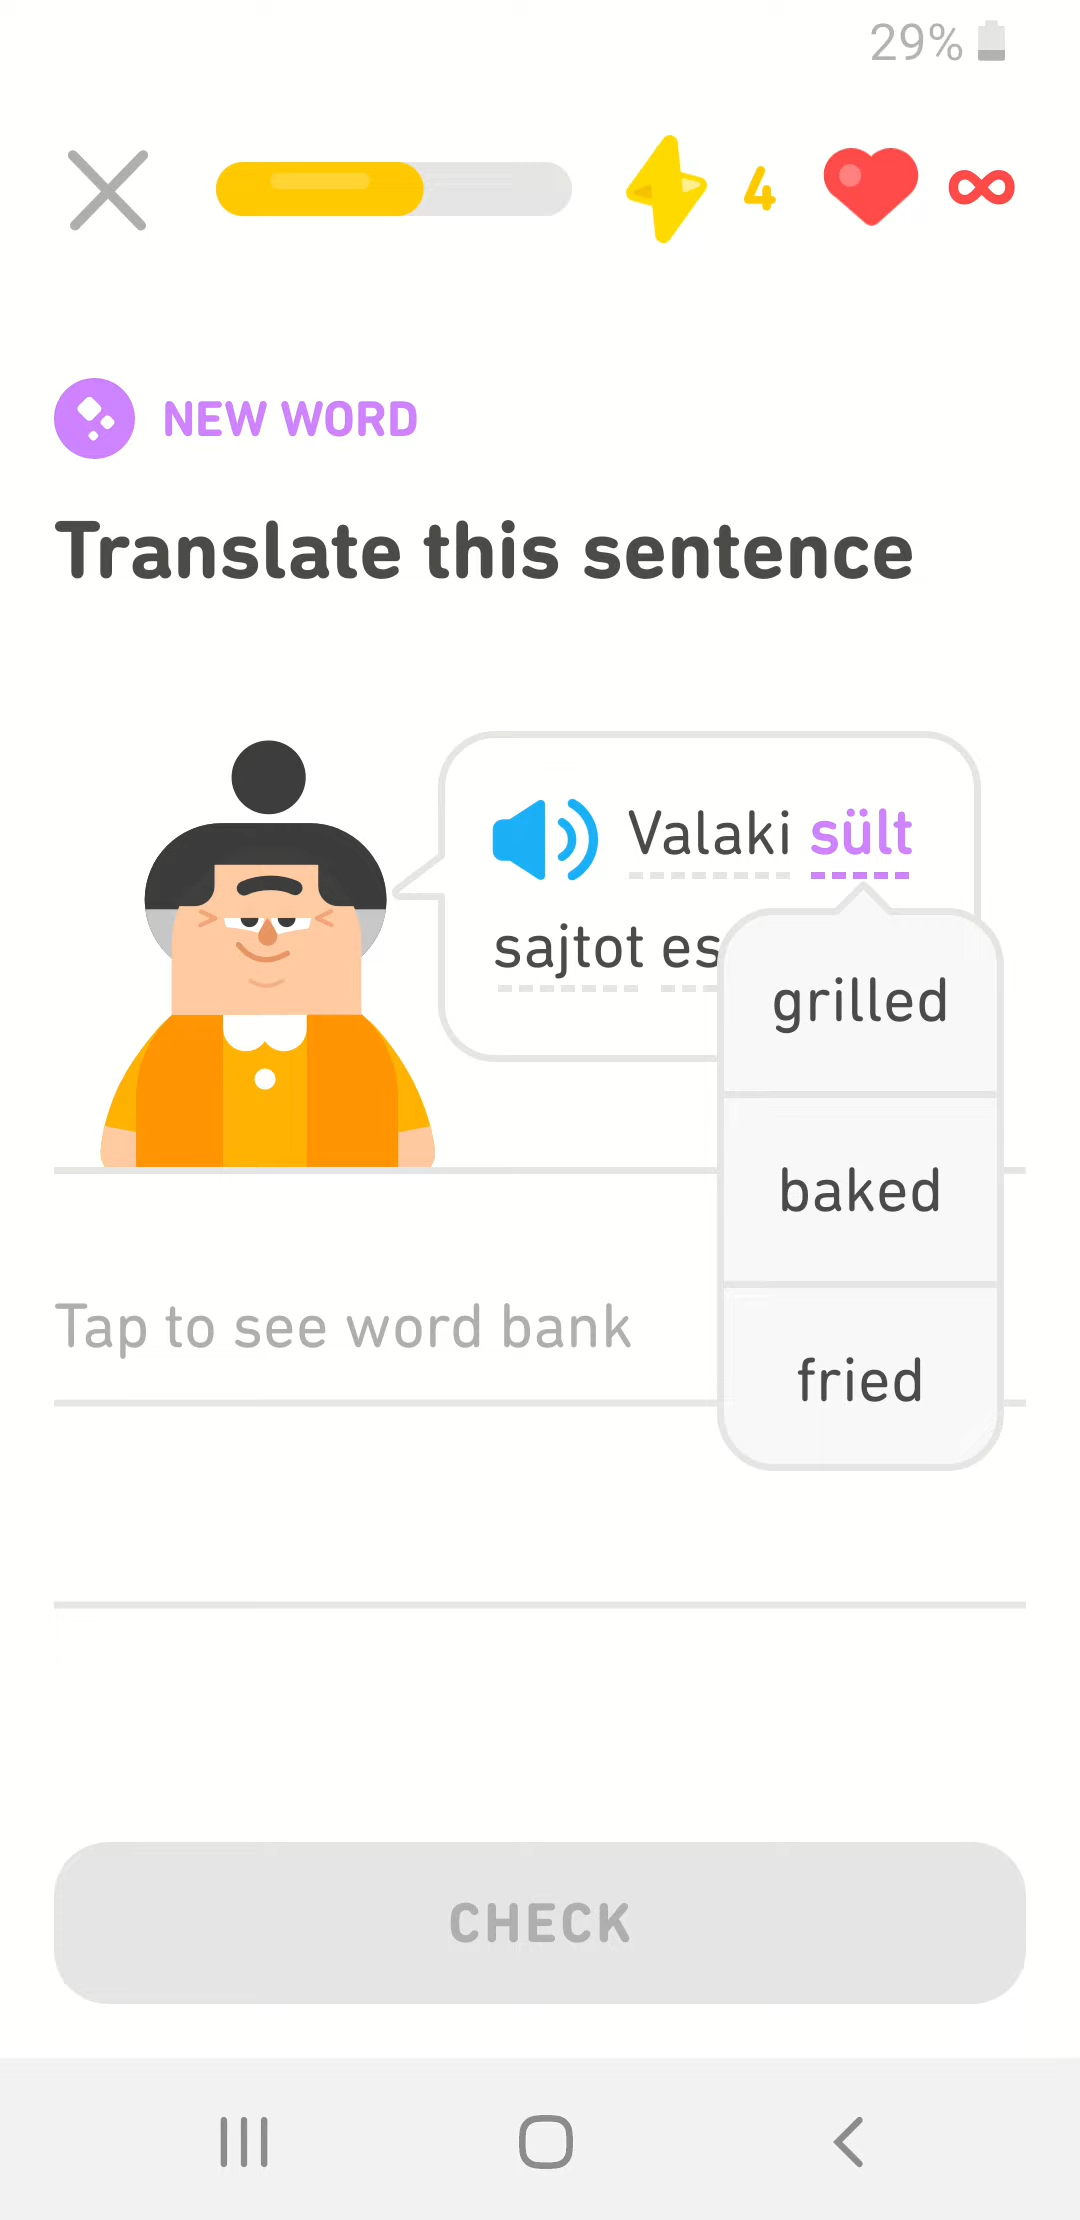 29%
4
NEW WORD
Translate this sentence
Valaki sült
sajtot
grilled
baked
fried
Tap to see word bank
CHECK